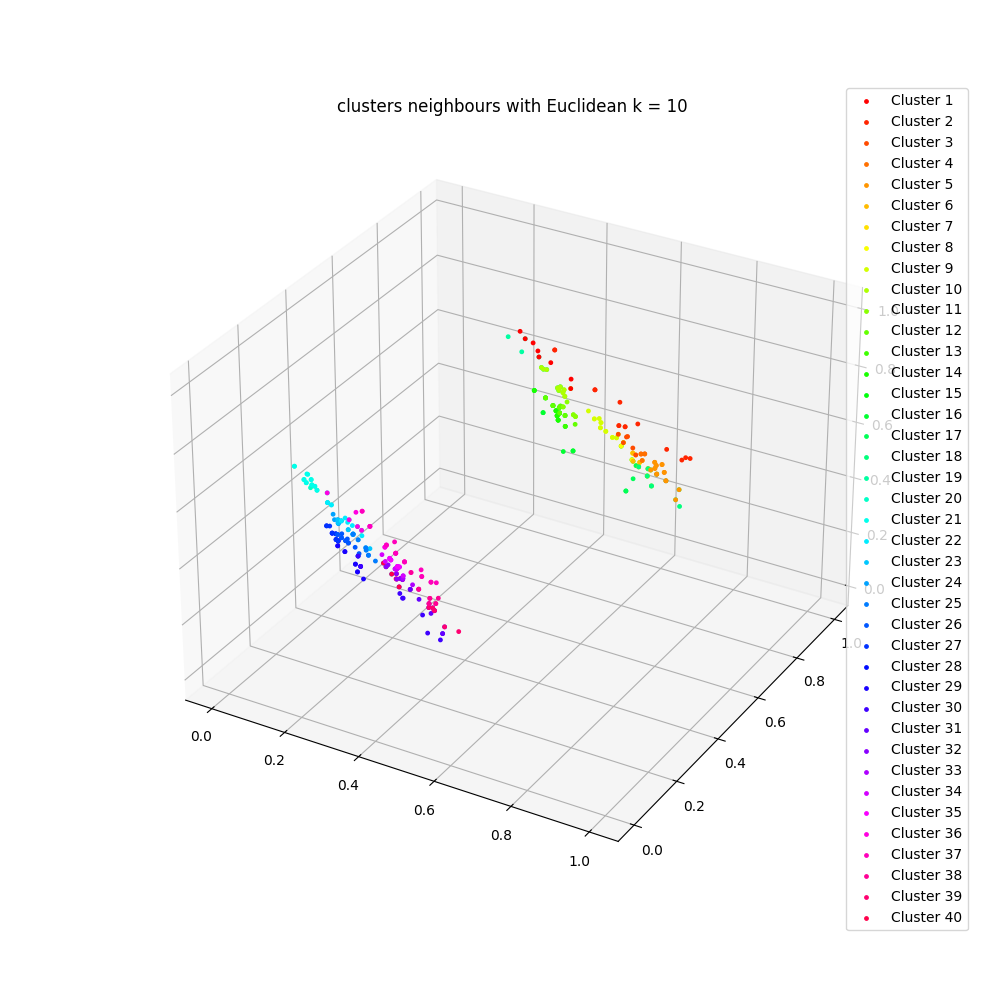 clusters neighbours with Euclidean k = 10
Cluster 1
Cluster 2
Cluster 3
Cluster 4
Cluster 5
Cluster 6
Cluster 7
Cluster 8
Cluster 9
Cluster 10
Cluster 11
Cluster 12
Cluster 13
Cluster 14
Cluster 15
Cluster 16
Cluster 17
Cluster 18
Cluster 19
Cluster 20
Cluster 21
Cluster 22
Cluster 23
Cluster 24
Cluster 25
Cluster 26
Cluster 27
Cluster 28
Cluster 29
Cluster 30
Cluster 31
Cluster 32
Cluster 33
Cluster 34
Cluster 35
Cluster 36
Cluster 37
Cluster 38
Cluster 39
Cluster 40
1.0
0.8
0.6
0.4
0.2
0.0
1.0
0.8
0.6
0.4
0.2
0.0
0.0
0.2
0.4
0.6
0.8
1.0